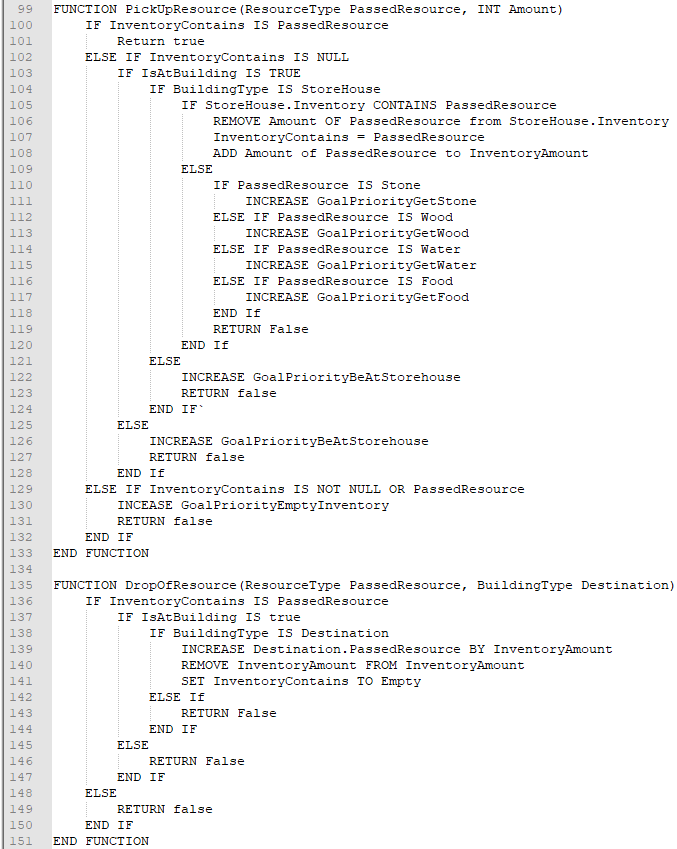 99 FUNCTION PickUpResource(ResourceType PassedResource, INT Amount)
100 IF InventoryContains IS PassedResource
101 Return true
102 ELSE IF InventoryContains IS NULL
103 IF IsAtBuilding IS TRUE
104 IF BuildingType IS StoreHouse
105 IF StoreHouse.Inventory CONTAINS PassedResource
106 REMOVE Amount OF PassedResource from StoreHouse.Inventory
107 InventoryContains = PassedResource
108 ADD Amount of PassedResource to InventoryAmount
109 ELSE
110 IF PassedResource IS Stone
111 INCREASE GoalPriorityGetStone
112 ELSE IF PassedResource IS Wood
113 INCREASE GoalPriorityGetWood
114 ELSE IF PassedResource IS Water
115 INCREASE GoalPriorityGetWater
116 ELSE IF PassedResource IS Food
117 INCREASE GoalPriorityGetFood
118 END If
119 RETURN False
120 END If
121 ELSE
122 INCREASE GoalPriorityBeAtStorehouse
123 RETURN false
124 END IF`
125 ELSE
126 INCREASE GoalPriorityBeAtStorehouse
127 RETURN false
128 END If
129 ELSE IF InventoryContains IS NOT NULL OR PassedResource
130 INCEASE GoalPriorityEmptyInventory
131 RETURN false
132 END IF
133 END FUNCTION
134
135 FUNCTION DropOfResource(ResourceType PassedResource, BuildingType Destination)
136 IF InventoryContains IS PassedResource
137 IF IsAtBuilding IS true
138 IF BuildingType IS Destination
139 INCREASE Destination.PassedResource BY InventoryAmount
140 REMOVE InventoryAmount FROM InventoryAmount
141 SET InventoryContains TO Empty
142 ELSE If
143 RETURN False
144 END IF
145 ELSE
146 RETURN False
147 END IF
148 ELSE
149 RETURN false
150 END IF
151 END FUNCTION